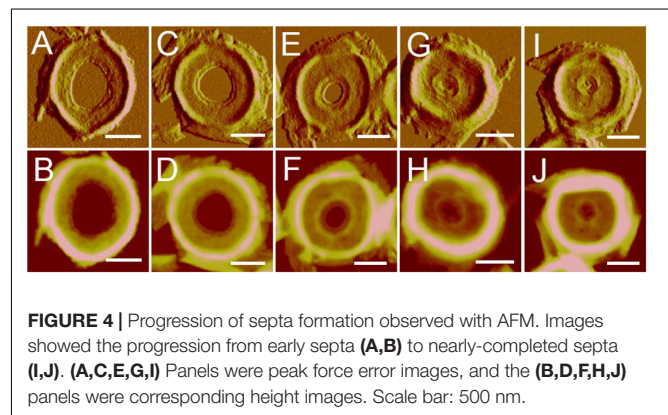 A C E G I
B D F H J
FIGURE 4 | Progression of septa formation observed with AFM. Images
showed the progression from early septa (A,B) to nearly-completed septa
(I,J). (A,C,E,G,I) Panels were peak force error images, and the (B,D,F,H,J)
panels were corresponding height images. Scale bar: 500 nm.